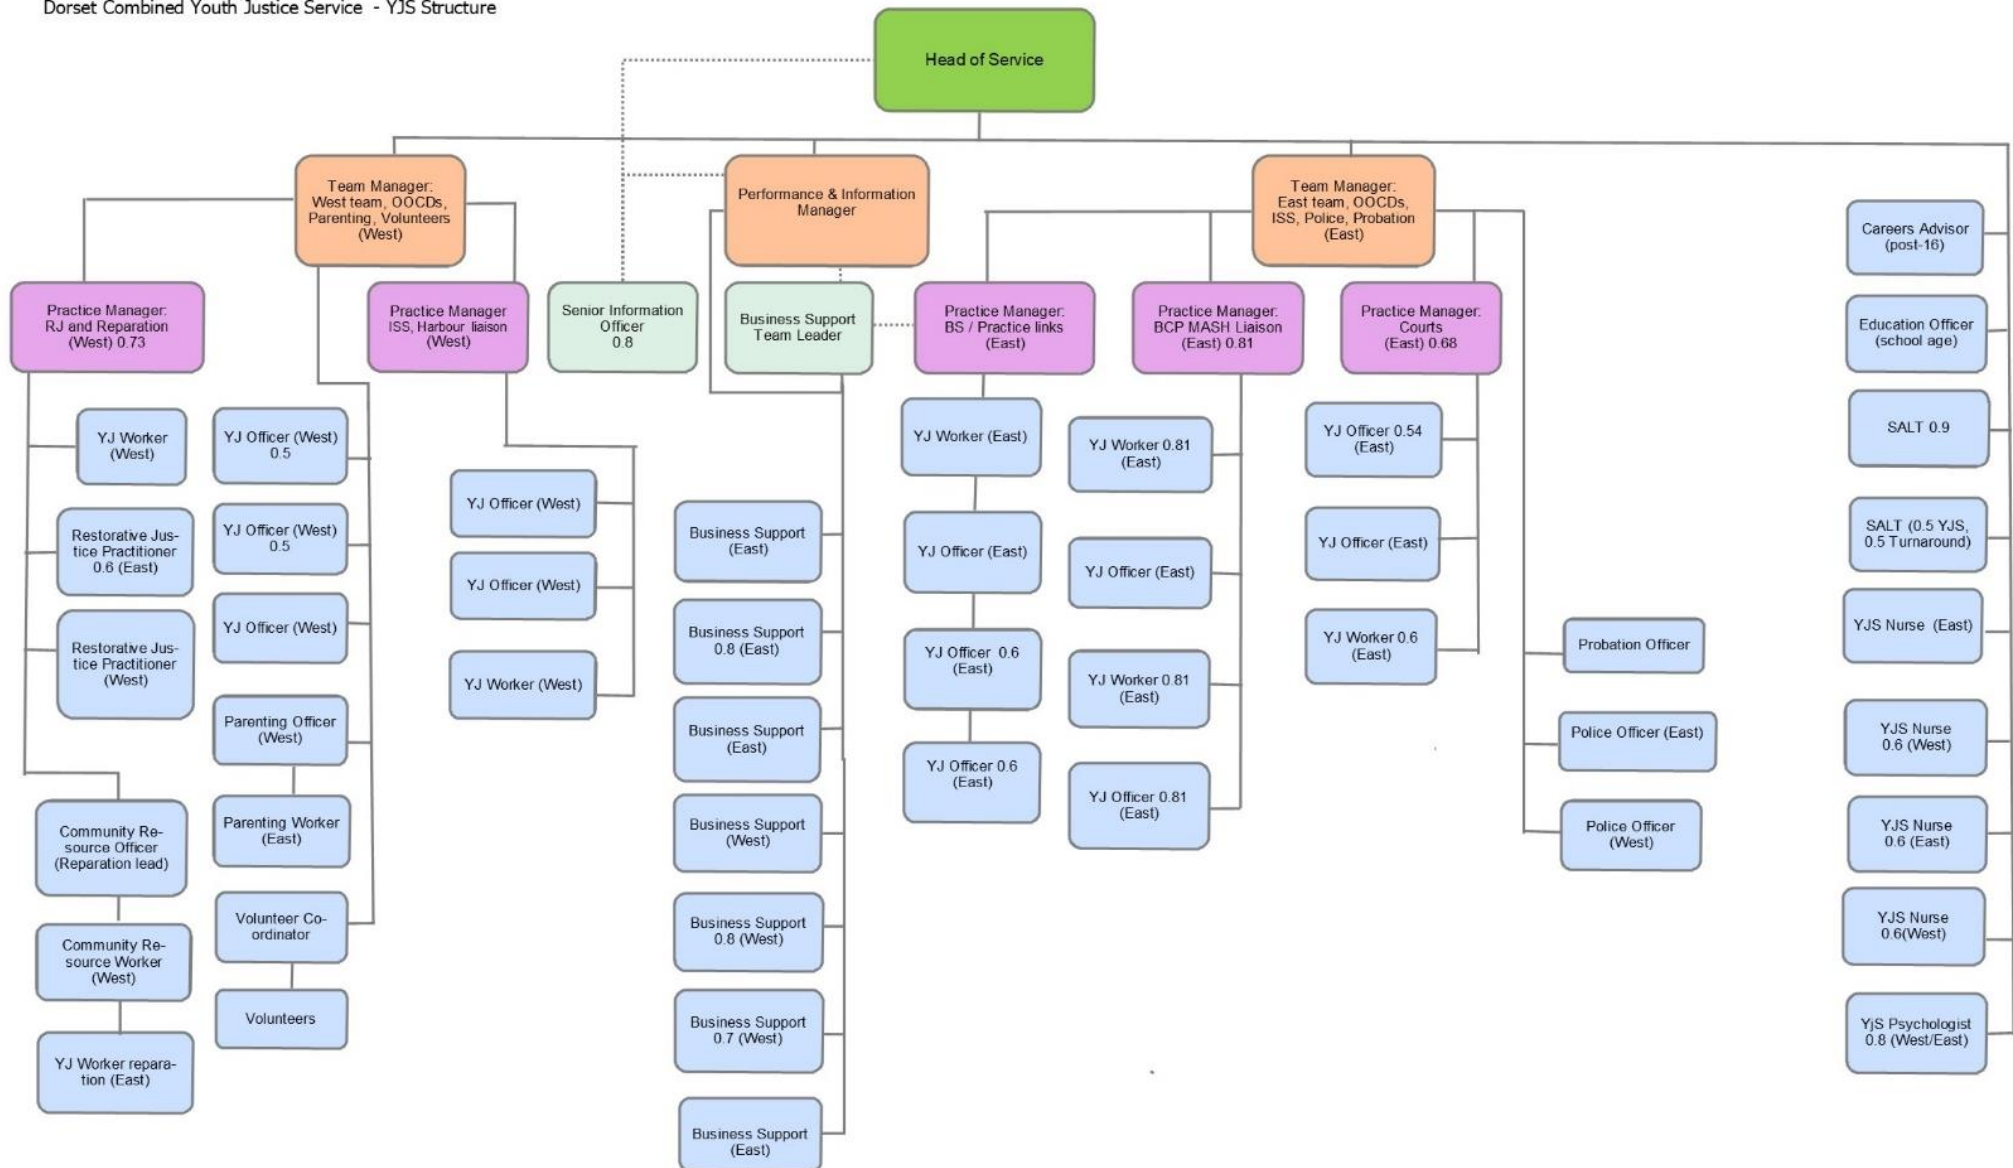 Dorset Combined Youth Justice Service - YJS Structure
Head of Service
Team Manager:
West team, OOCDs,
Parenting, Volunteers
(West)
Performance & Information
Manager
Team Manager:
East team, OOCDs,
ISS, Police, Probation
(East)
Practice Manager:
RJ and Reparation
(West) 0.73
Practice Manager
ISS, Harbour liaison
(West)
Senior Information
Officer
0.8
Business Support
Team Leader
Practice Manager:
BS / Practice links
(East)
Practice Manager:
BCP MASH Liaison
(East) 0.81
Practice Manager:
Courts
(East) 0.68
YJ Worker
(West)
Restorative Jus-
tice Practitioner
0.6 (East)
Restorative Jus-
tice Practitioner
(West)
Community Re-
source Officer
(Reparation lead)
Community Re-
source Worker
(West)
YJ Worker repara-
tion (East)
YJ Officer (West)
0.5
YJ Officer (West)
0.5
YJ Officer (West)
Parenting Officer
(West)
Parenting Worker
(East)
Volunteer Co-
ordinator
Volunteers
YJ Officer (West)
YJ Officer (West)
YJ Worker (West)
Business Support
(East)
Business Support
0.8 (East)
Business Support
(East)
Business Support
(West)
Business Support
0.8 (West)
Business Support
0.7 (West)
Business Support
(East)
YJ Worker (East)
YJ Officer (East)
YJ Officer 0.6
(East)
YJ Officer 0.6
(East)
YJ Worker 0.81
(East)
YJ Officer (East)
YJ Worker 0.81
(East)
YJ Officer 0.81
(East)
YJ Officer 0.54
(East)
YJ Officer (East)
YJ Worker 0.6
(East)
Probation Officer
Police Officer (East)
Police Officer
(West)
Careers Advisor
(post-16)
Education Officer
(school age)
SALT 0.9
SALT (0.5 YJS,
0.5 Turnaround)
YJS Nurse (East)
YJS Nurse
0.6 (West)
YJS Nurse
0.6 (East)
YJS Nurse
0.6(West)
YjS Psychologist
0.8 (West/East)